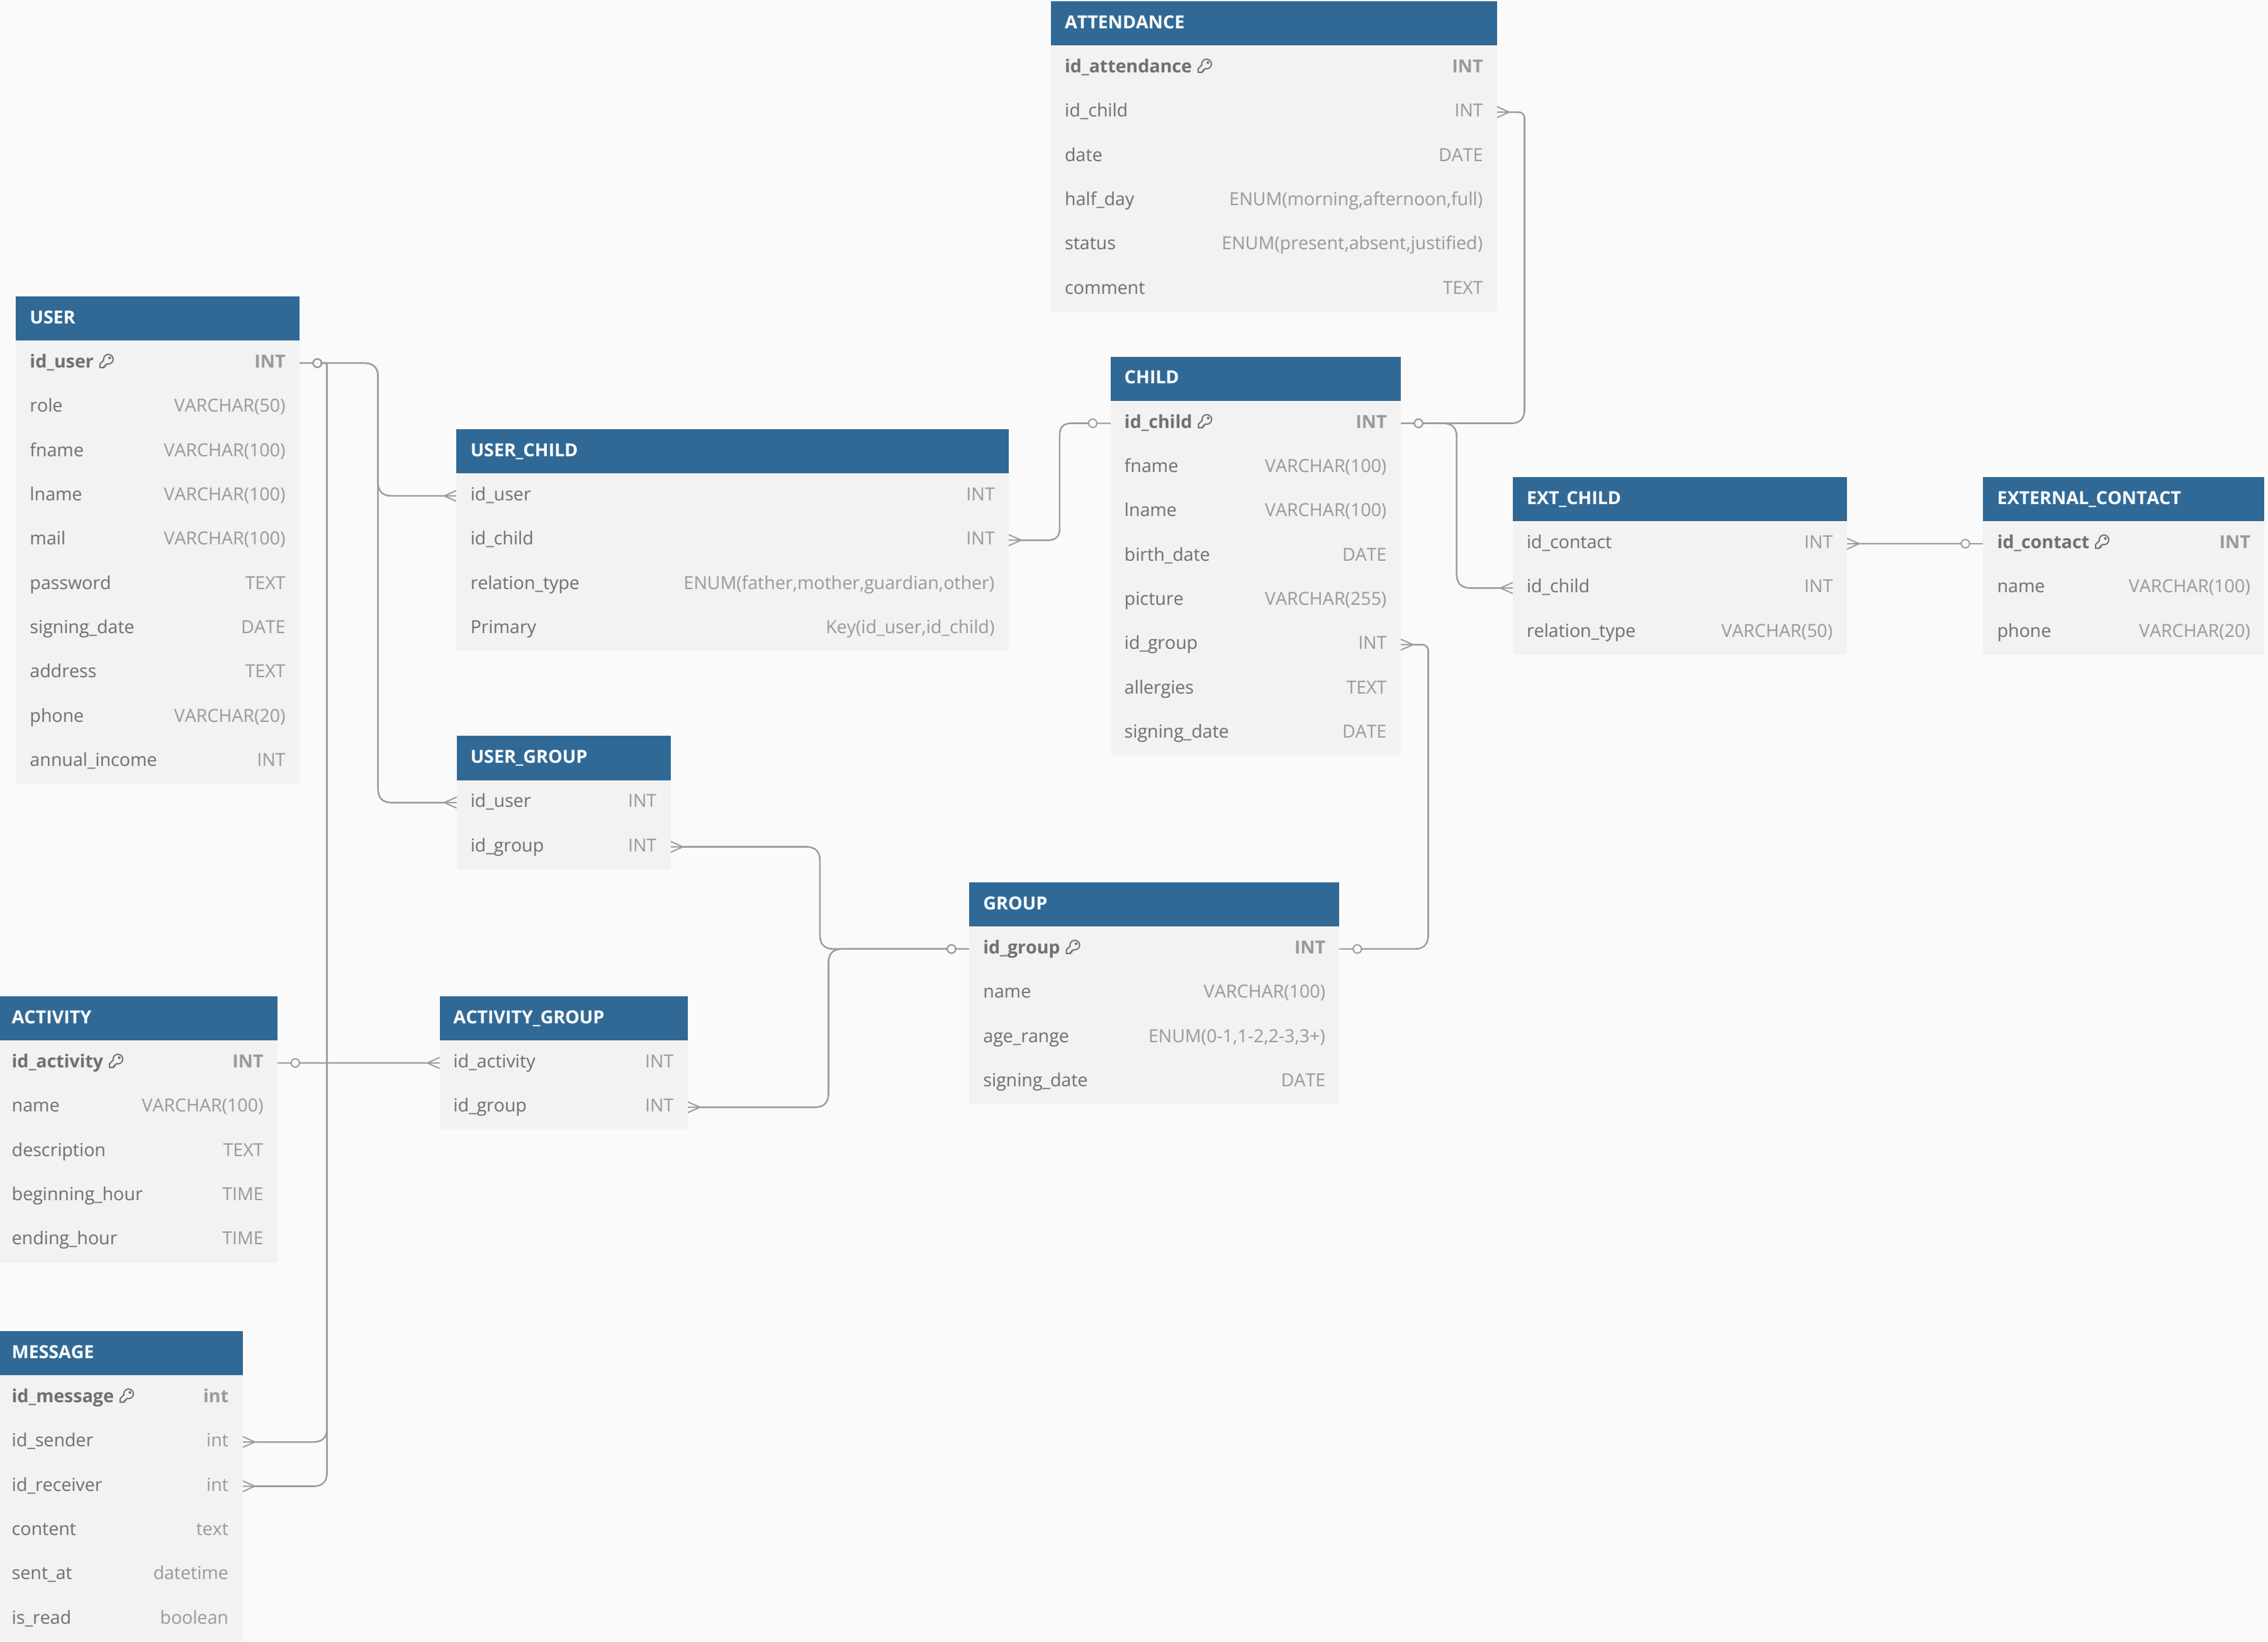 ATTENDANCE
id_attendance INT
id_child INT
date DATE
half_day ENUM(morning,afternoon,full)
status ENUM(present,absent,justified)
comment TEXT
USER
id_user INT
role VARCHAR(50)
fname VARCHAR(100)
lname VARCHAR(100)
mail VARCHAR(100)
password TEXT
signing_date DATE
address TEXT
phone VARCHAR(20)
annual_income INT
CHILD
id_child INT
fname VARCHAR(100)
lname VARCHAR(100)
birth_date DATE
picture VARCHAR(255)
id_group INT
allergies TEXT
signing_date DATE
USER_CHILD
id_user INT
id_child INT
relation_type ENUM(father,mother,guardian,other)
Primary Key(id_user,id_child)
EXT_CHILD
id_contact INT
id_child INT
relation_type VARCHAR(50)
EXTERNAL_CONTACT
id_contact INT
name VARCHAR(100)
phone VARCHAR(20)
USER_GROUP
id_user INT
id_group INT
GROUP
id_group INT
name VARCHAR(100)
age_range ENUM(0-1,1-2,2-3,3+)
signing_date DATE
ACTIVITY
id_activity INT
name VARCHAR(100)
description TEXT
beginning_hour TIME
ending_hour TIME
ACTIVITY_GROUP
id_activity INT
id_group INT
MESSAGE
id_message int
id_sender int
id_receiver int
content text
sent_at datetime
is_read boolean